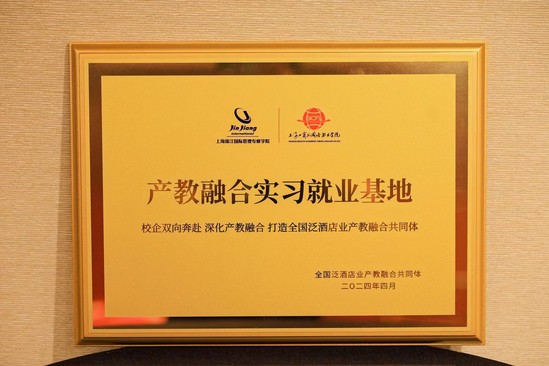 Jin Jiang
International
上海锦江国际管理专修学院
产教融合实习就业基地
校企双向奔赴 深化产教融合 打造全国泛酒店业产教融合共同体
全国泛酒店业产教融合共同体
二〇二四年四月